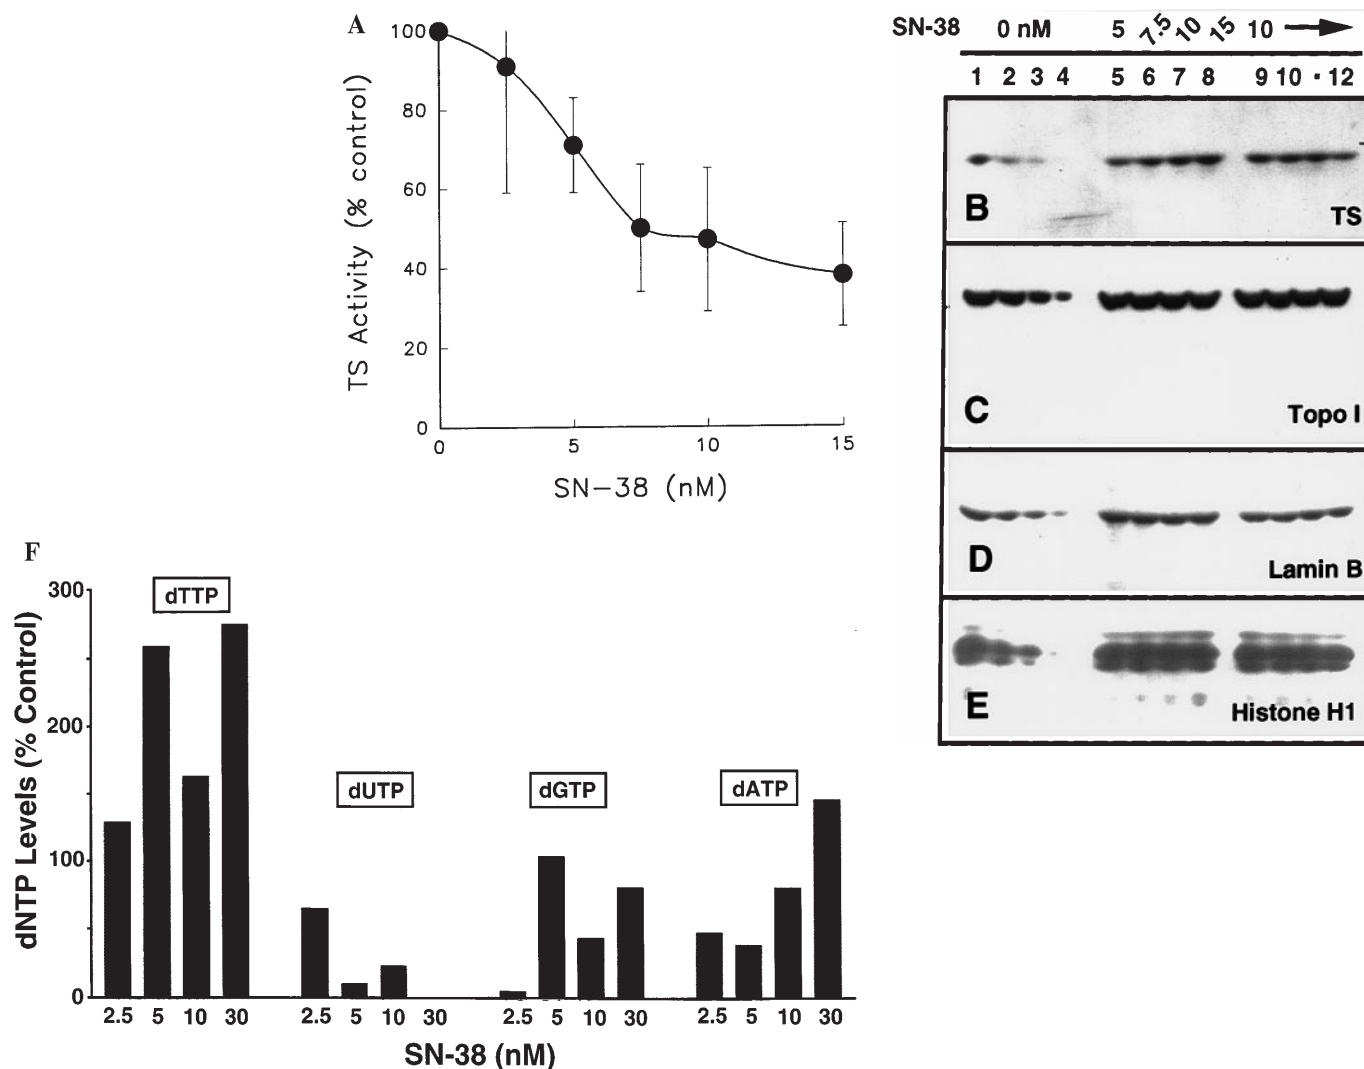 A
100
80
60
40
20
0
TS Activity (% control)
0 5 10 15
SN-38 (nM)
SN-38 0 nM 5 7.5 10 15 10
1 2 3 4 5 6 7 8 9 10 · 12
B TS
C Topo I
D Lamin B
E Histone H1
F
300
200
100
0
dNTP Levels (% Control)
dTTP
dUTP dGTP dATP
2.5 5 10 30 2.5 5 10 30 2.5 5 10 30 2.5 5 10 30
SN-38 (nM)